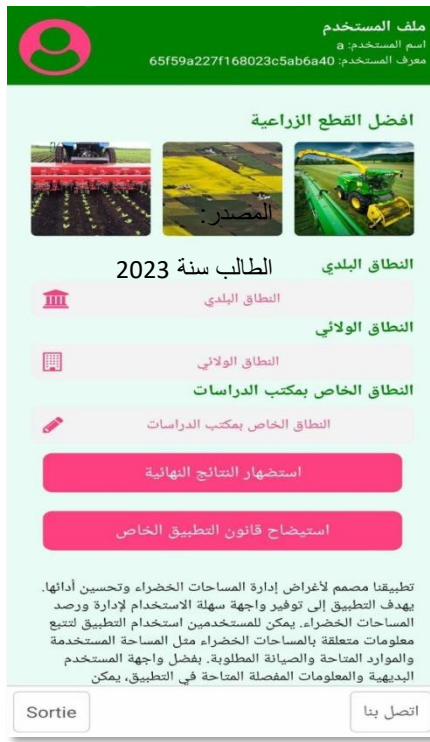 ملف المستخدم
اسم المستخدم: a
معرف المستخدم: 65f59a227f168023c5ab6a40
افضل القطع الزراعية
المصدر:
الطالب سنة 2023
النطاق البلدي
النطاق البلدي
النطاق الولائي
النطاق الولائي
النطاق الخاص بمكتب الدراسات
النطاق الخاص بمكتب الدراسات
استضهار النتائج النهائية
استيضاح قانون التطبيق الخاص
تطبيقنا مصمم لأغراض إدارة المساحات الخضراء وتحسين أدائها.
يهدف التطبيق إلى توفير واجهة سهلة الاستخدام لإدارة ورصد
المساحات الخضراء. يمكن للمستخدمين استخدام التطبيق لتتبع
معلومات متعلقة بالمساحات الخضراء مثل المساحة المستخدمة
والموارد المتاحة والصيانة المطلوبة. بفضل واجهة المستخدم
البديهية والمعلومات المفصلة المتاحة في التطبيق، يمكن
اتصل بنا
Sortie